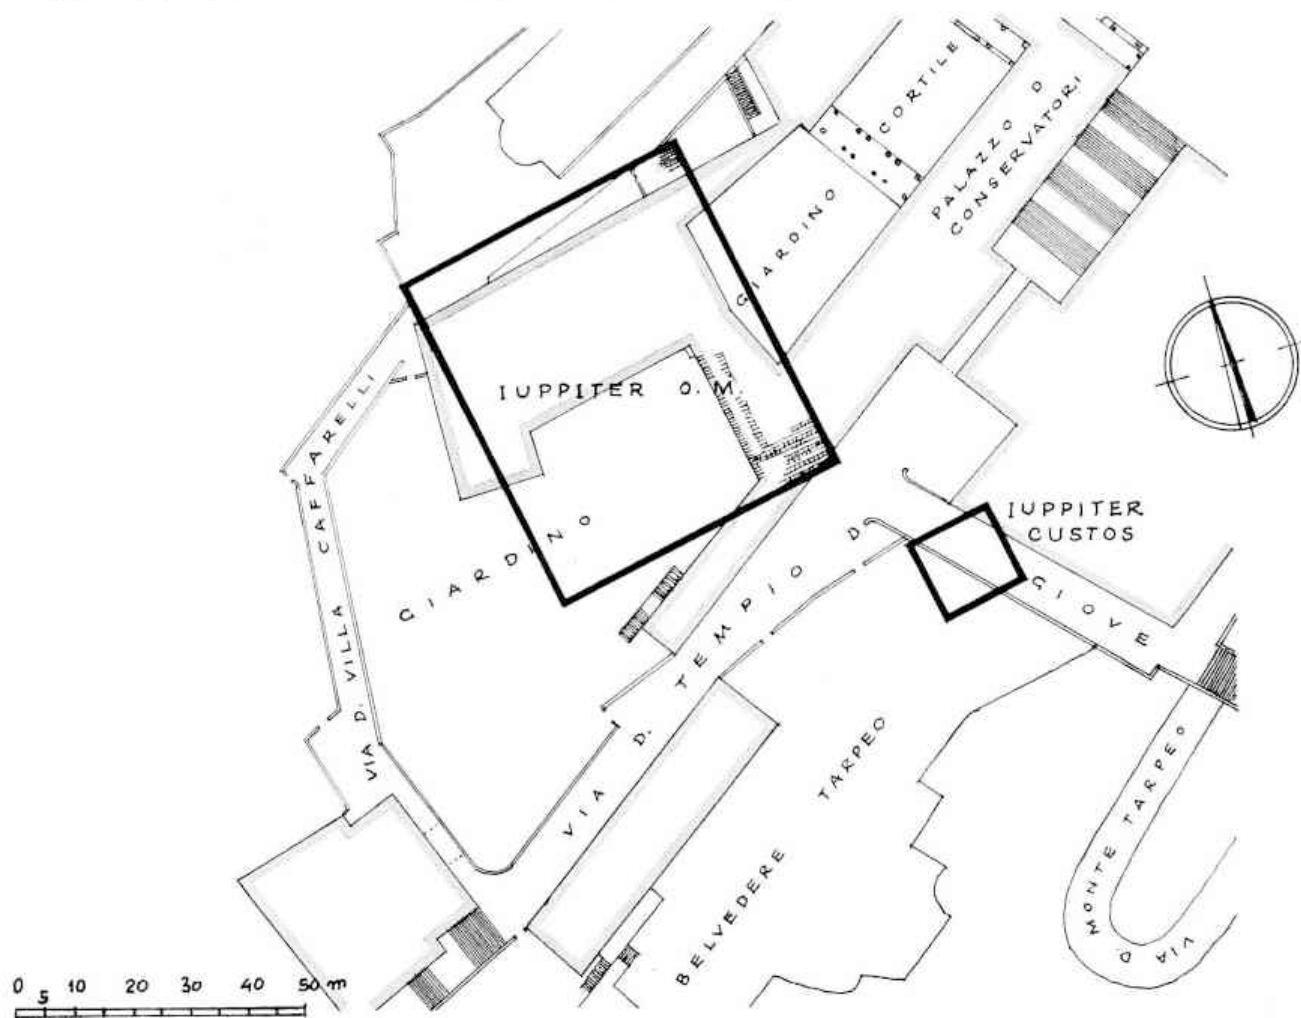 CORTILE
PALAZZO D
CONSERVATORI
GIARDINO
IUPPITER O. M.
VIA D. VILLA CAFFARELLI
GIARDINO
IUPPITER
CUSTOS
VIA D. TEMPIO D GIOVE
BELVEDERE TARPEO
VIA D. MONTE TARPEO
0 5 10 20 30 40 50 m